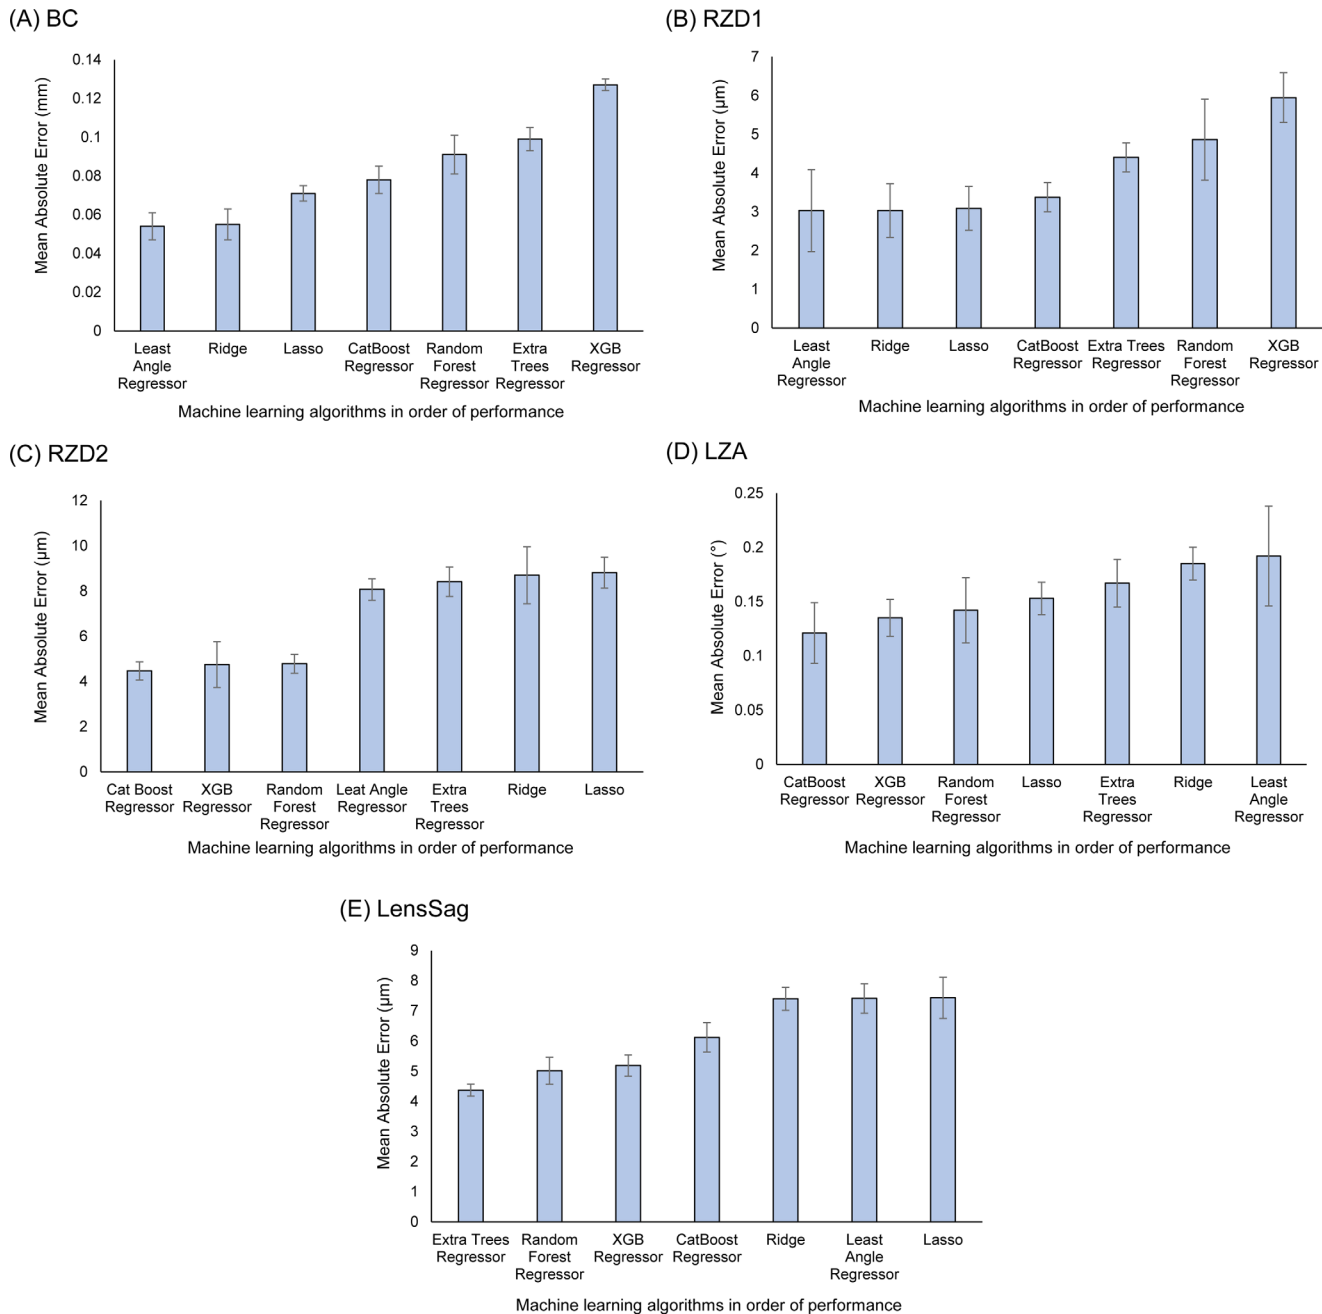 (A) BC
Mean Absolute Error (mm)
0.14
0.12
0.1
0.08
0.06
0.04
0.02
0
Least
Angle
Regressor
Ridge
Lasso
CatBoost
Regressor
Random
Forest
Regressor
Extra
Trees
Regressor
XGB
Regressor
Machine learning algorithms in order of performance
(B) RZD1
Mean Absolute Error (μm)
7
6
5
4
3
2
1
0
Least
Angle
Regressor
Ridge
Lasso
CatBoost
Regressor
Extra Trees
Regressor
Random
Forest
Regressor
XGB
Regressor
Machine learning algorithms in order of performance
(C) RZD2
Mean Absolute Error (μm)
12
10
8
6
4
2
0
Cat Boost
Regressor
XGB
Regressor
Random
Forest
Regressor
Leat Angle
Regressor
Extra
Trees
Regressor
Ridge
Lasso
Machine learning algorithms in order of performance
(D) LZA
Mean Absolute Error (°)
0.25
0.2
0.15
0.1
0.05
0
CatBoost
Regressor
XGB
Regressor
Random
Forest
Regressor
Lasso
Extra
Trees
Regressor
Ridge
Least
Angle
Regressor
Machine learning algorithms in order of performance
(E) LensSag
Mean Absolute Error (μm)
9
8
7
6
5
4
3
2
1
0
Extra Trees
Regressor
Random
Forest
Regressor
XGB
Regressor
CatBoost
Regressor
Ridge
Least
Angle
Regressor
Lasso
Machine learning algorithms in order of performance